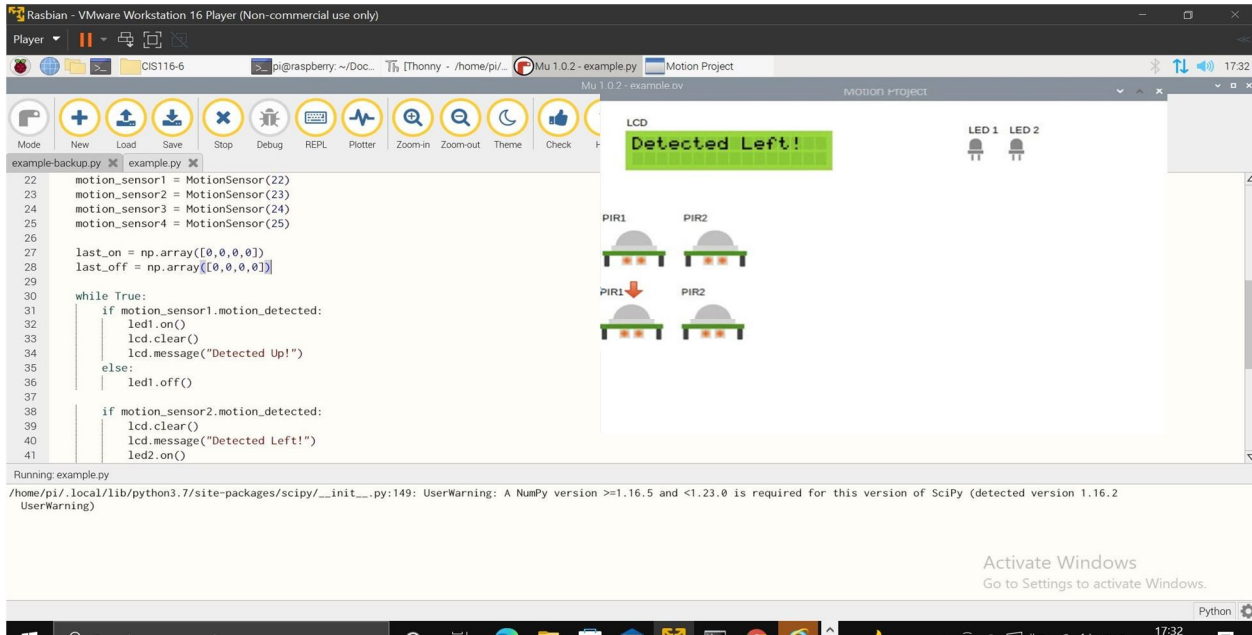 Rasbian - VMware Workstation 16 Player (Non-commercial use only)
Player
CIS116-6 pi@raspberry: ~/Doc... Th [Thonny - /home/pi/... Mu 1.0.2 - example.py Motion Project 17:32
Mu 1.0.2 - example.py
Motion Project
Mode New Load Save Stop Debug REPL Plotter Zoom-in Zoom-out Theme Check H
example-backup.py example.py
22 motion_sensor1 = MotionSensor(22)
23 motion_sensor2 = MotionSensor(23)
24 motion_sensor3 = MotionSensor(24)
25 motion_sensor4 = MotionSensor(25)
26
27 last_on = np.array([0,0,0,0])
28 last_off = np.array([0,0,0,0])
29
30 while True:
31 if motion_sensor1.motion_detected:
32 led1.on()
33 lcd.clear()
34 lcd.message("Detected Up!")
35 else:
36 led1.off()
37
38 if motion_sensor2.motion_detected:
39 lcd.clear()
40 lcd.message("Detected Left!")
41 led2.on()
LCD
Detected Left!
LED 1 LED 2
PIR1 PIR2
PIR1 PIR2
Running: example.py
/home/pi/.local/lib/python3.7/site-packages/scipy/__init__.py:149: UserWarning: A NumPy version >=1.16.5 and <1.23.0 is required for this version of SciPy (detected version 1.16.2
UserWarning)
Activate Windows
Go to Settings to activate Windows.
Python
17:32